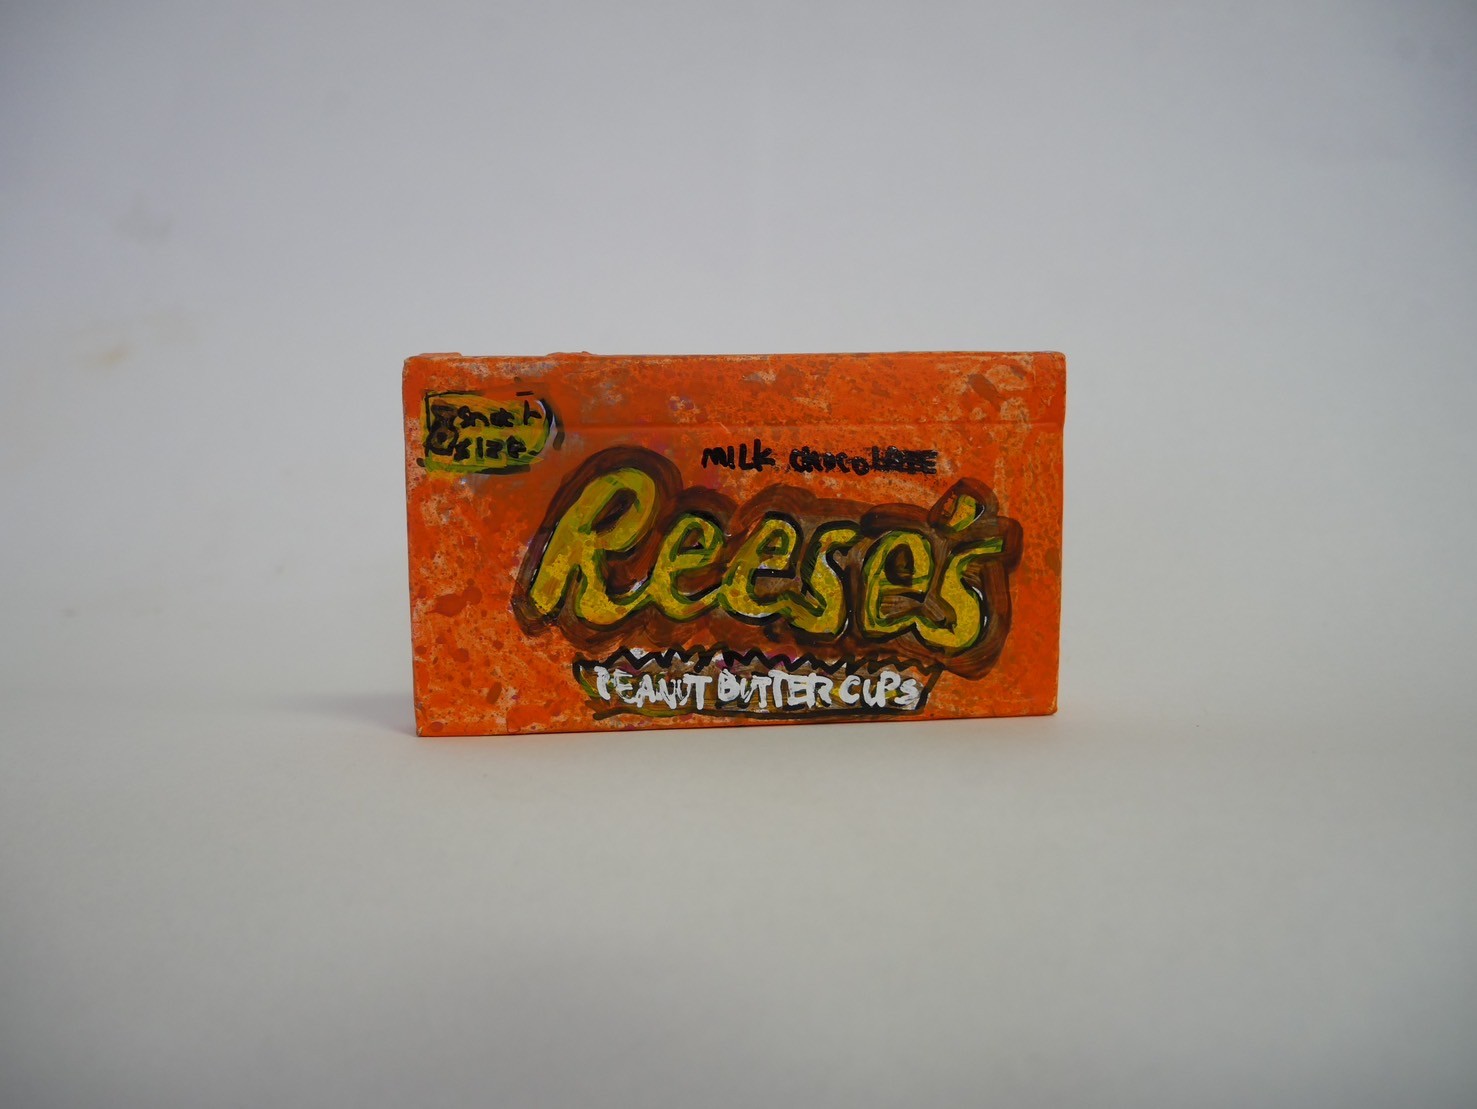 snack
size
MILK CHOCOLATE
Reese's
PEANUT BUTTER CUPS